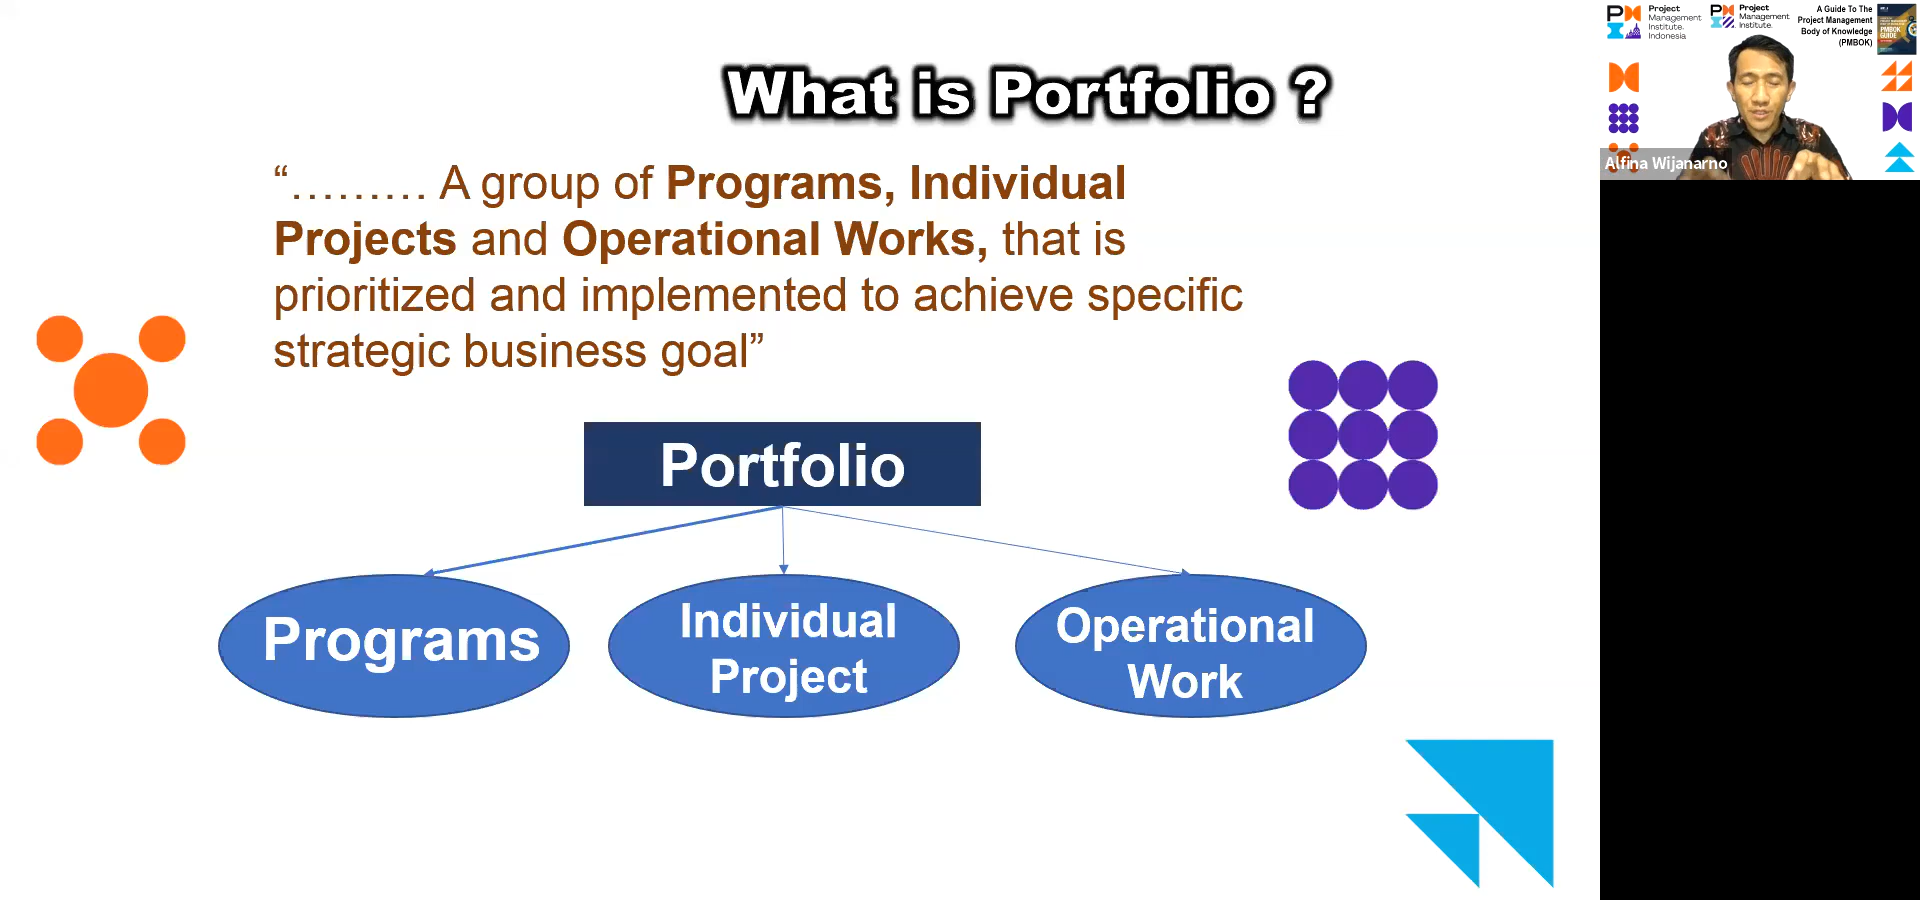 What is Portfolio ?
“……… A group of Programs, Individual
Projects and Operational Works, that is
prioritized and implemented to achieve specific
strategic business goal”
Portfolio
Programs
Individual
Project
Operational
Work
Project
Management
Institute.
Indonesia
Project
Management
Institute.
A Guide To The
Project Management
Body of Knowledge
(PMBOK)
PMBOK
GUIDE
Alfina Wijanarno